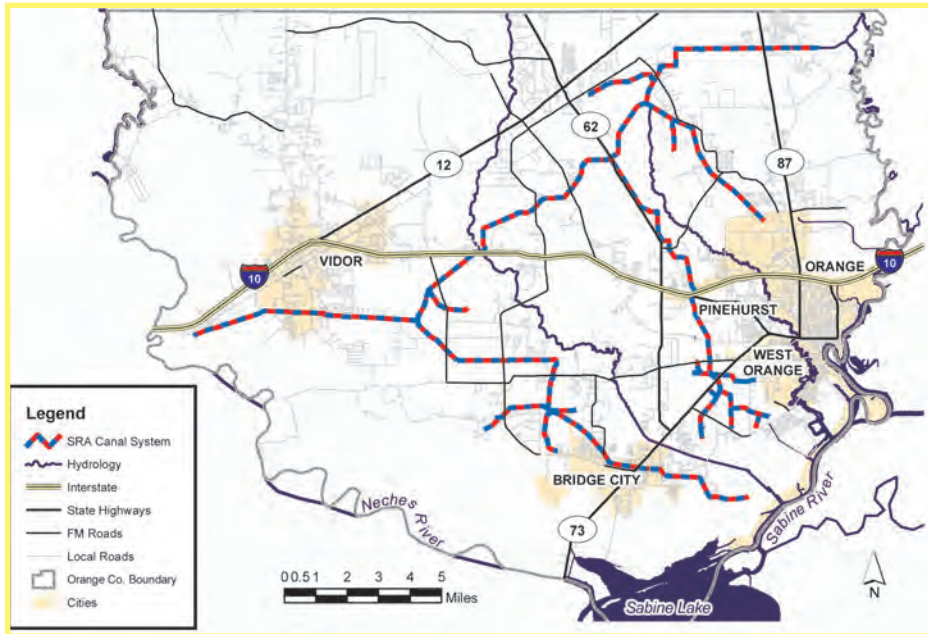 62
87
12
VIDOR
10
ORANGE
10
PINEHURST
WEST
ORANGE
BRIDGE CITY
73
Neches River
Sabine River
Sabine Lake
Legend
SRA Canal System
Hydrology
Interstate
State Highways
FM Roads
Local Roads
Orange Co. Boundary
Cities
0 0.5 1 2 3 4 5
Miles
N